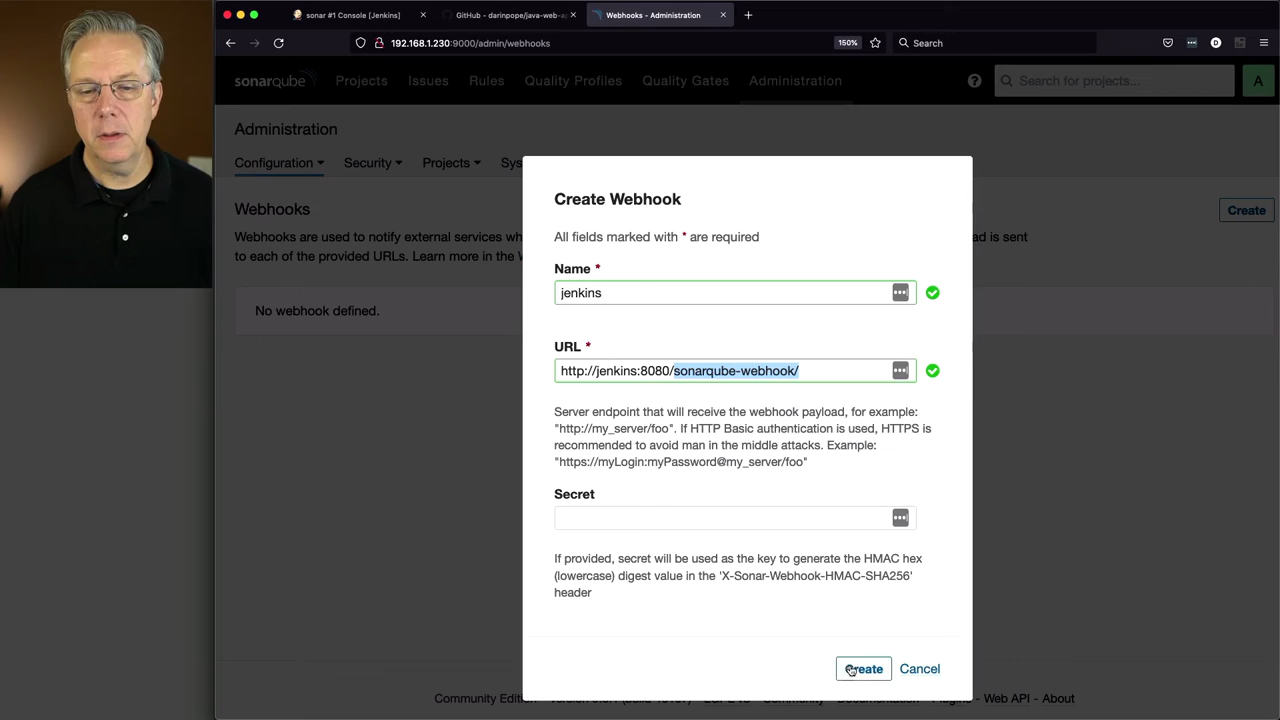 sonar #1 Console [Jenkins]
GitHub - darinpope/java-web-a
Webhooks - Administration
192.168.1.230:9000/admin/webhooks
150%
Search
sonarqube
Projects
Issues
Rules
Quality Profiles
Quality Gates
Administration
Search for projects...
A
Administration
Configuration
Security
Projects
Sys
Webhooks
Create
Webhooks are used to notify external services wh
ad is sent
to each of the provided URLs. Learn more in the W
No webhook defined.
Create Webhook
All fields marked with * are required
Name *
jenkins
URL *
http://jenkins:8080/sonarqube-webhook/
Server endpoint that will receive the webhook payload, for example:
"http://my_server/foo". If HTTP Basic authentication is used, HTTPS is
recommended to avoid man in the middle attacks. Example:
"https://myLogin:myPassword@my_server/foo"
Secret
If provided, secret will be used as the key to generate the HMAC hex
(lowercase) digest value in the 'X-Sonar-Webhook-HMAC-SHA256'
header
Create
Cancel
Community Editi
Web API - About